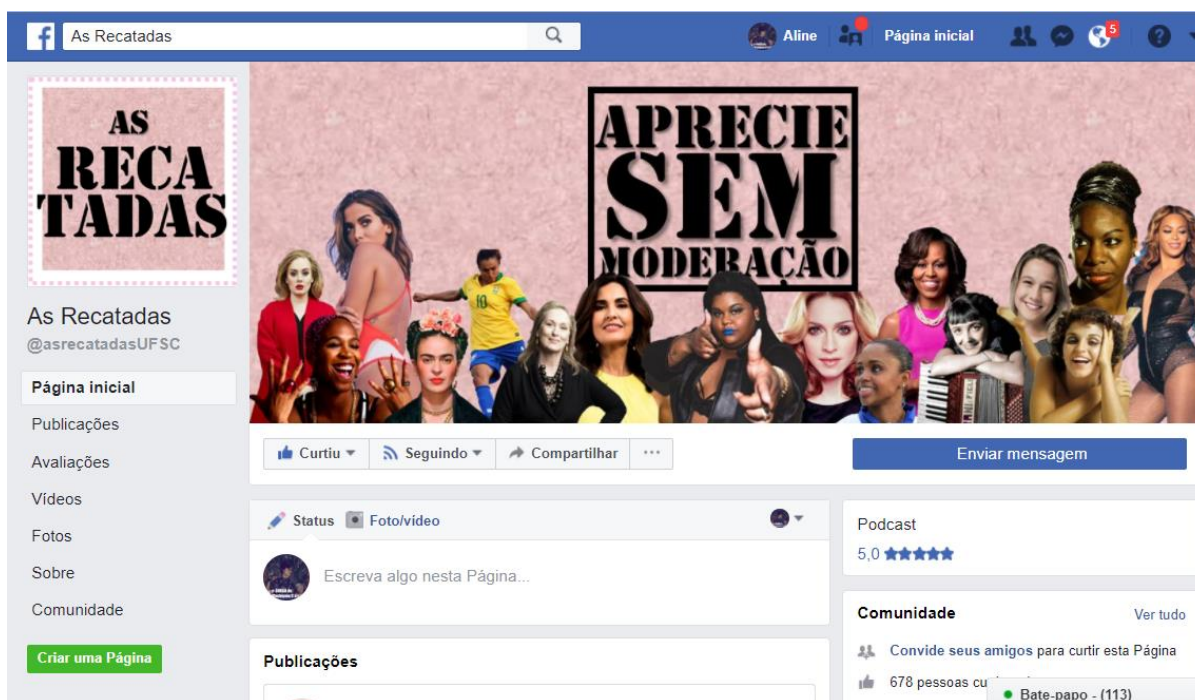 As Recatadas
Aline
Página inicial
5
AS
RECA
TADAS
APRECIE
SEM
MODERAÇÃO
10
As Recatadas
@asrecatadasUFSC
Página inicial
Publicações
Avaliações
Vídeos
Fotos
Sobre
Comunidade
Criar uma Página
Curtiu
Seguindo
Compartilhar
Enviar mensagem
Status
Foto/vídeo
Escreva algo nesta Página...
Publicações
Podcast
5,0
Comunidade
Ver tudo
Convide seus amigos para curtir esta Página
678 pessoas
Bate-papo - (113)